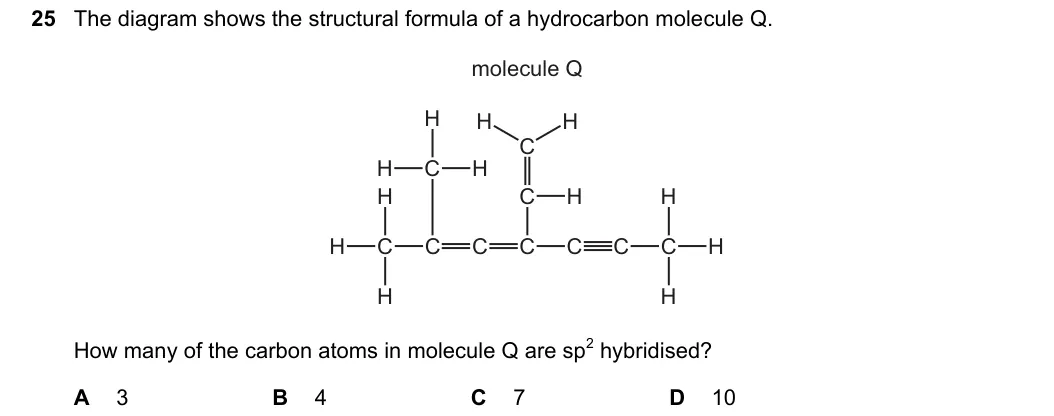 25 The diagram shows the structural formula of a hydrocarbon molecule Q.
molecule Q
H H H
C
H—C—H
H C—H H
H—C—C=C=C—C≡C—C—H
H H
How many of the carbon atoms in molecule Q are sp² hybridised?
A 3 B 4 C 7 D 10